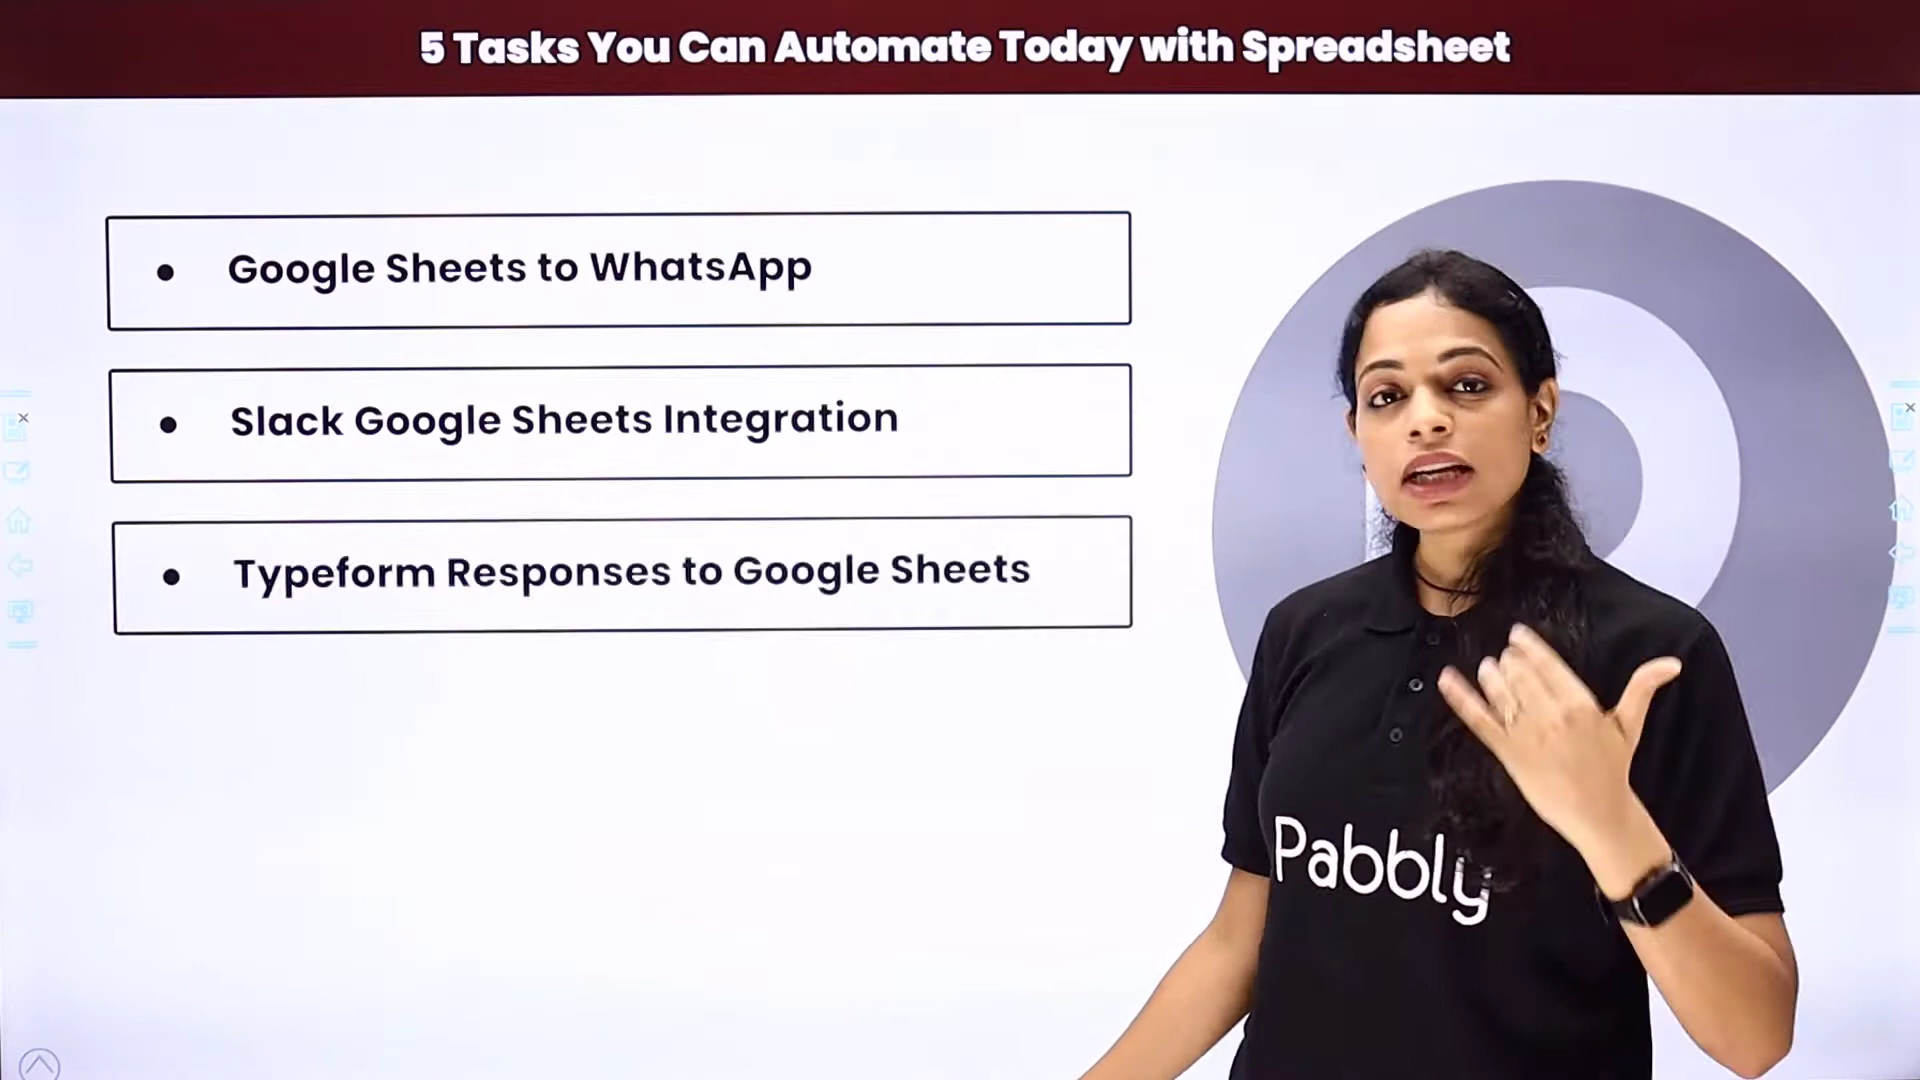 5 Tasks You Can Automate Today with Spreadsheet
• Google Sheets to WhatsApp
• Slack Google Sheets Integration
• Typeform Responses to Google Sheets
Pabbly